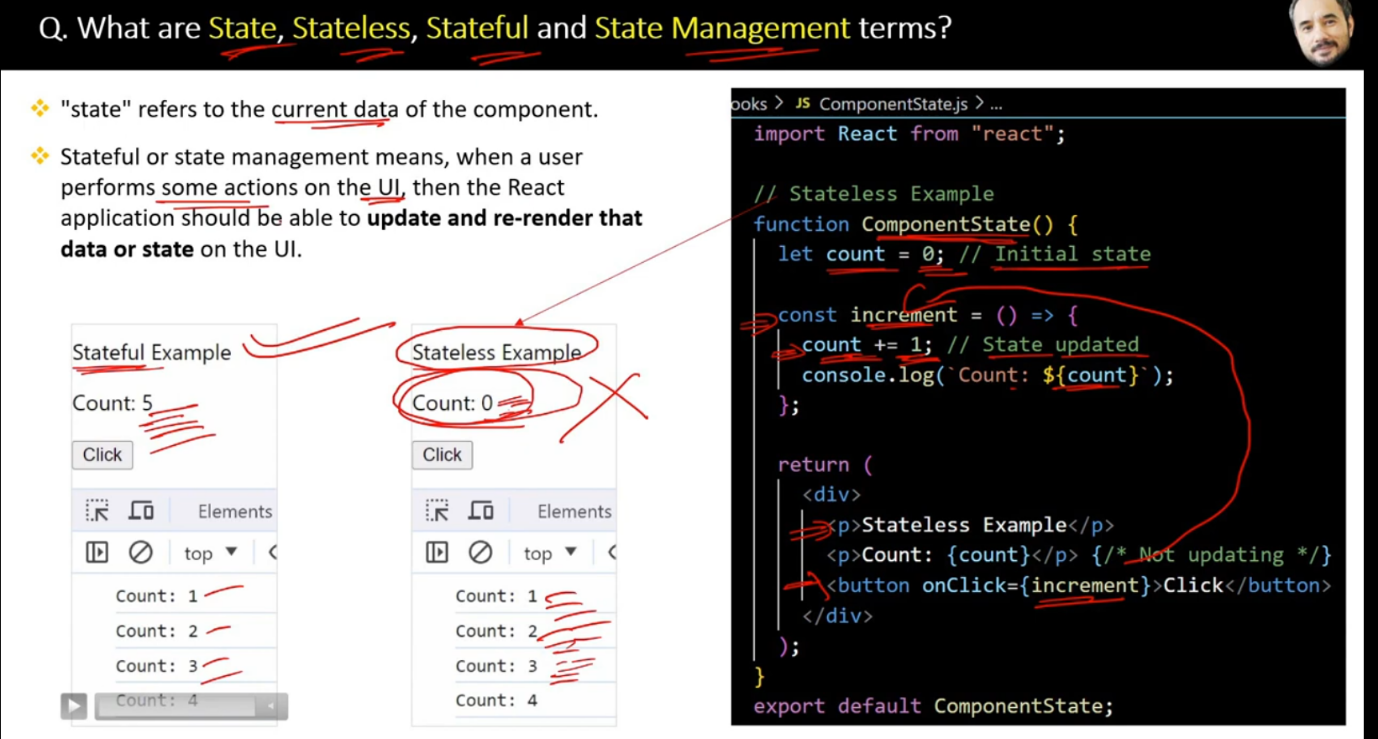 Q. What are State, Stateless, Stateful and State Management terms?
"state" refers to the current data of the component.
Stateful or state management means, when a user
performs some actions on the UI, then the React
application should be able to update and re-render that
data or state on the UI.
Stateful Example
Count: 5
Click
Elements
top
Count: 1
Count: 2
Count: 3
Count: 4
Stateless Example
Count: 0
Click
Elements
top
Count: 1
Count: 2
Count: 3
Count: 4
ooks > JS ComponentState.js > ...
import React from "react";
// Stateless Example
function ComponentState() {
let count = 0; // Initial state
const increment = () => {
count += 1; // State updated
console.log(`Count: ${count}`);
};
return (
<div>
<p>Stateless Example</p>
<p>Count: {count}</p> {/* Not updating */}
<button onClick={increment}>Click</button>
</div>
);
}
export default ComponentState;